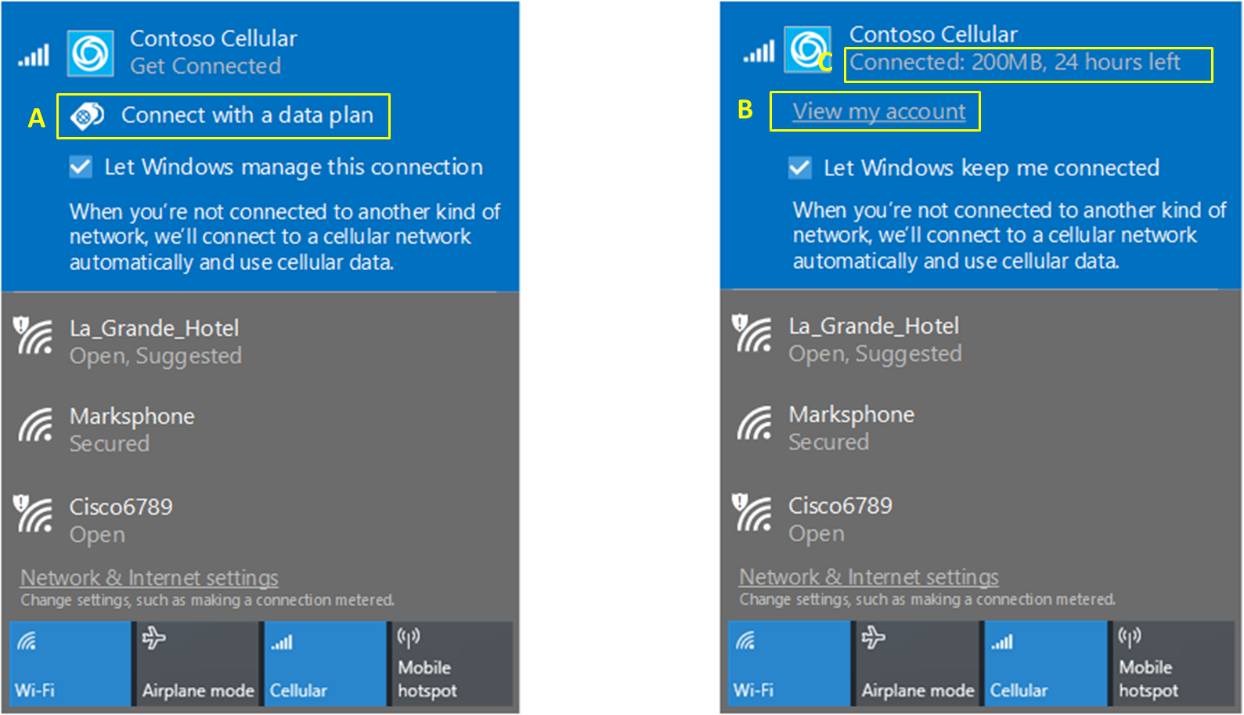 Contoso Cellular
Get Connected
A
Connect with a data plan
Let Windows manage this connection
When you're not connected to another kind of
network, we'll connect to a cellular network
automatically and use cellular data.
La_Grande_Hotel
Open, Suggested
Marksphone
Secured
Cisco6789
Open
Network & Internet settings
Change settings, such as making a connection metered.
Wi-Fi
Airplane mode
Cellular
Mobile
hotspot
Contoso Cellular
C
Connected: 200MB, 24 hours left
B
View my account
Let Windows keep me connected
When you're not connected to another kind of
network, we'll connect to a cellular network
automatically and use cellular data.
La_Grande_Hotel
Open, Suggested
Marksphone
Secured
Cisco6789
Open
Network & Internet settings
Change settings, such as making a connection metered.
Wi-Fi
Airplane mode
Cellular
Mobile
hotspot